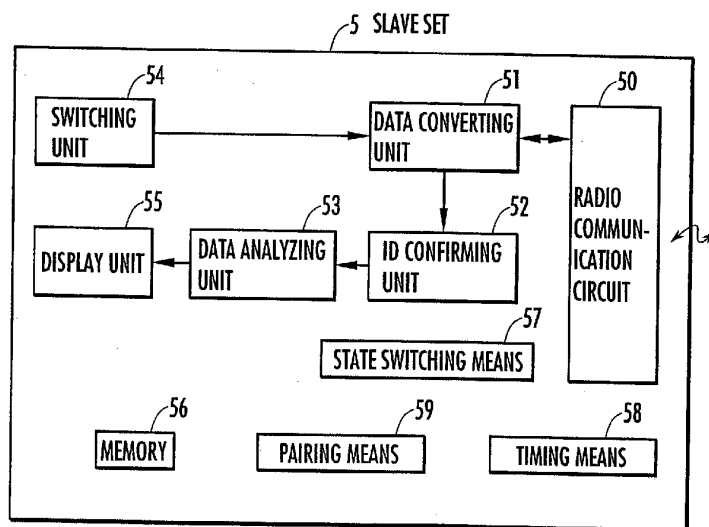 5 SLAVE SET
54
SWITCHING
UNIT
51
DATA CONVERTING
UNIT
50
RADIO
COMMUN-
ICATION
CIRCUIT
55
DISPLAY UNIT
53
DATA ANALYZING
UNIT
52
ID CONFIRMING
UNIT
57
STATE SWITCHING MEANS
56
MEMORY
59
PAIRING MEANS
58
TIMING MEANS